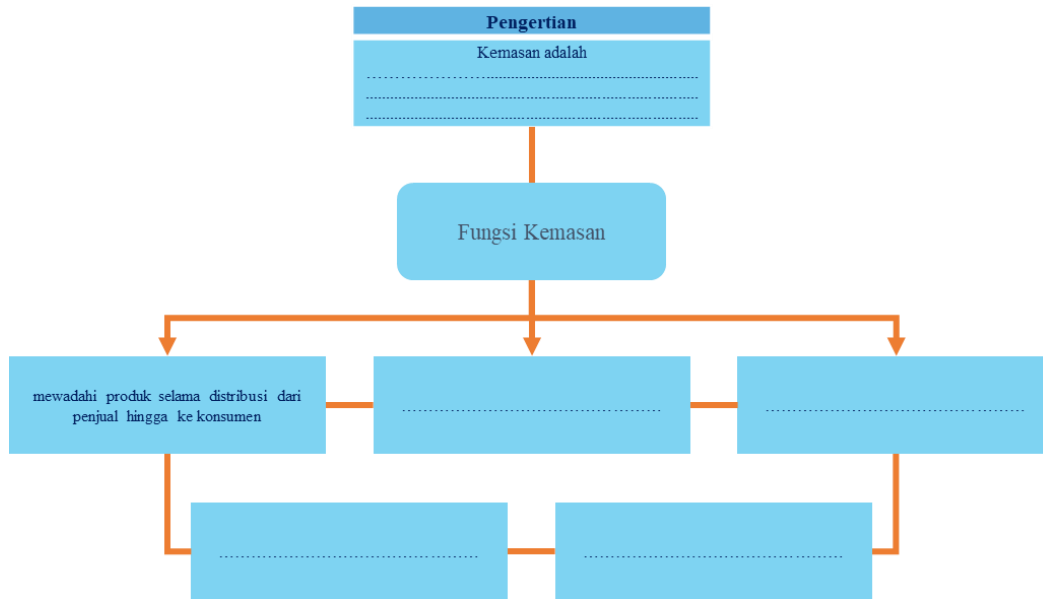 Pengertian
Kemasan adalah
................................................................................
................................................................................
................................................................................
Fungsi Kemasan
mewadahi produk selama distribusi dari
penjual hingga ke konsumen
..........................................
..........................................
..........................................
..........................................